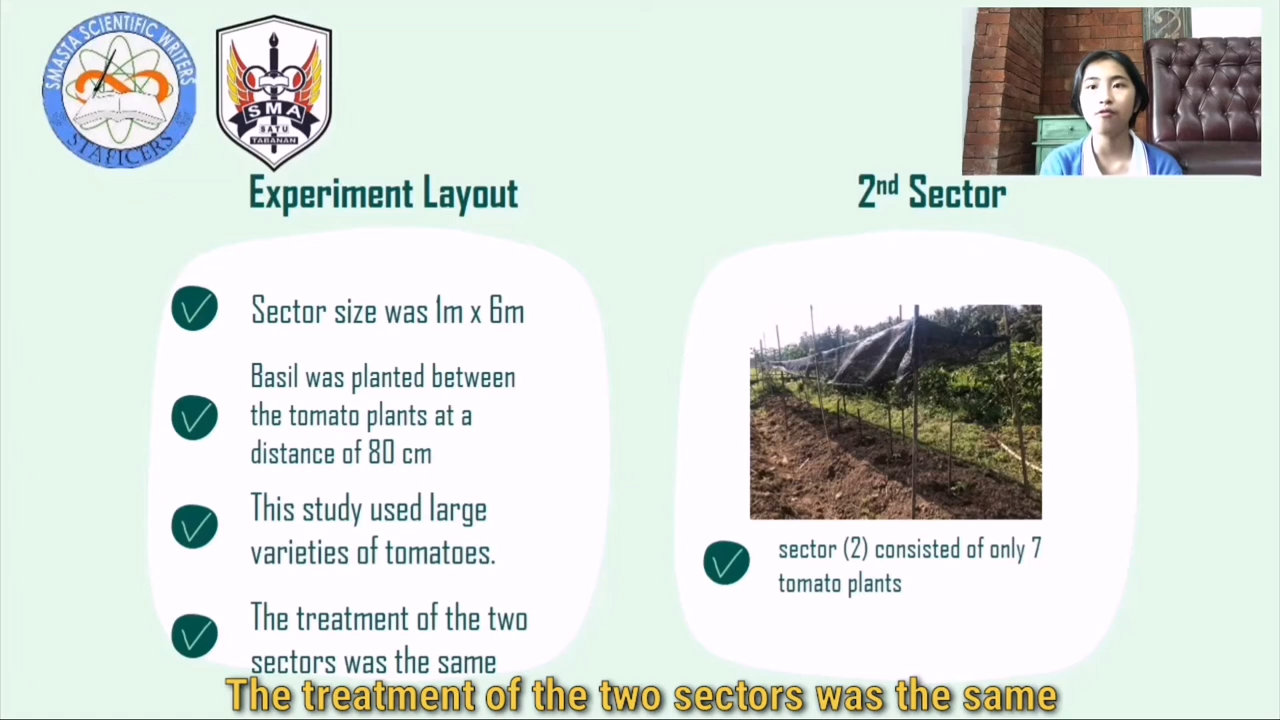 SMASTA SCIENTIFIC WRITERS
STAFICERS
SMA
SATU
TABANAN
2
Experiment Layout
2nd Sector
Sector size was 1m x 6m
Basil was planted between
the tomato plants at a
distance of 80 cm
This study used large
varieties of tomatoes.
The treatment of the two
sectors was the same
sector (2) consisted of only 7
tomato plants
The treatment of the two sectors was the same